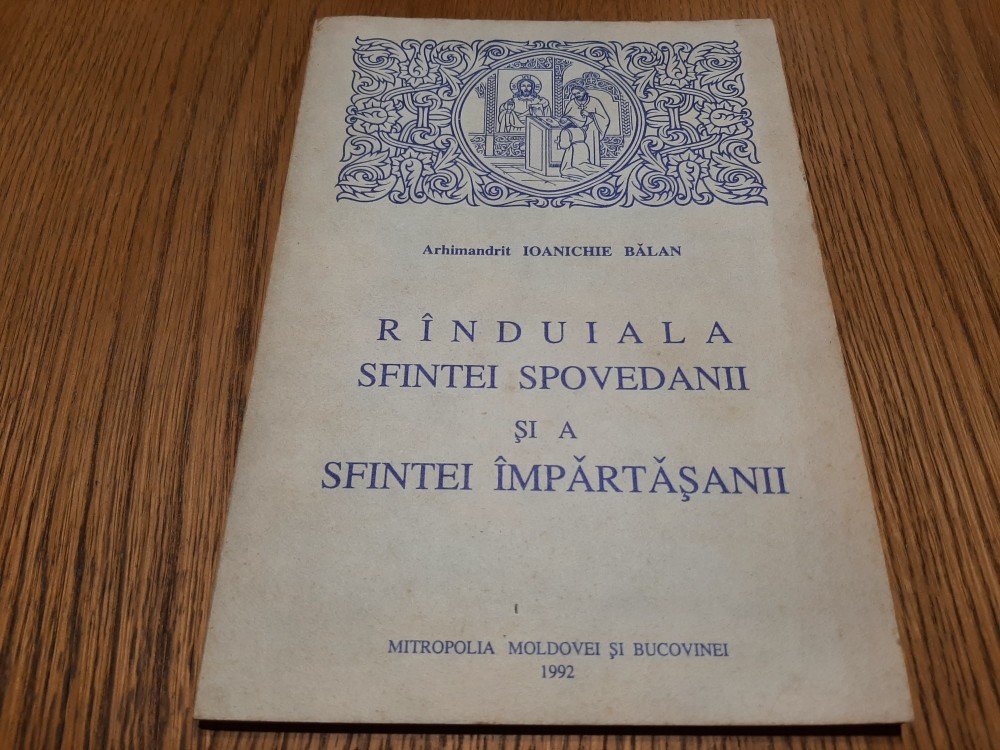 Arhimandrit IOANICHIE BĂLAN
RÎNDUIALA
SFINTEI SPOVEDANII
ŞI A
SFINTEI ÎMPĂRTĂŞANII
MITROPOLIA MOLDOVEI ŞI BUCOVINEI
1992